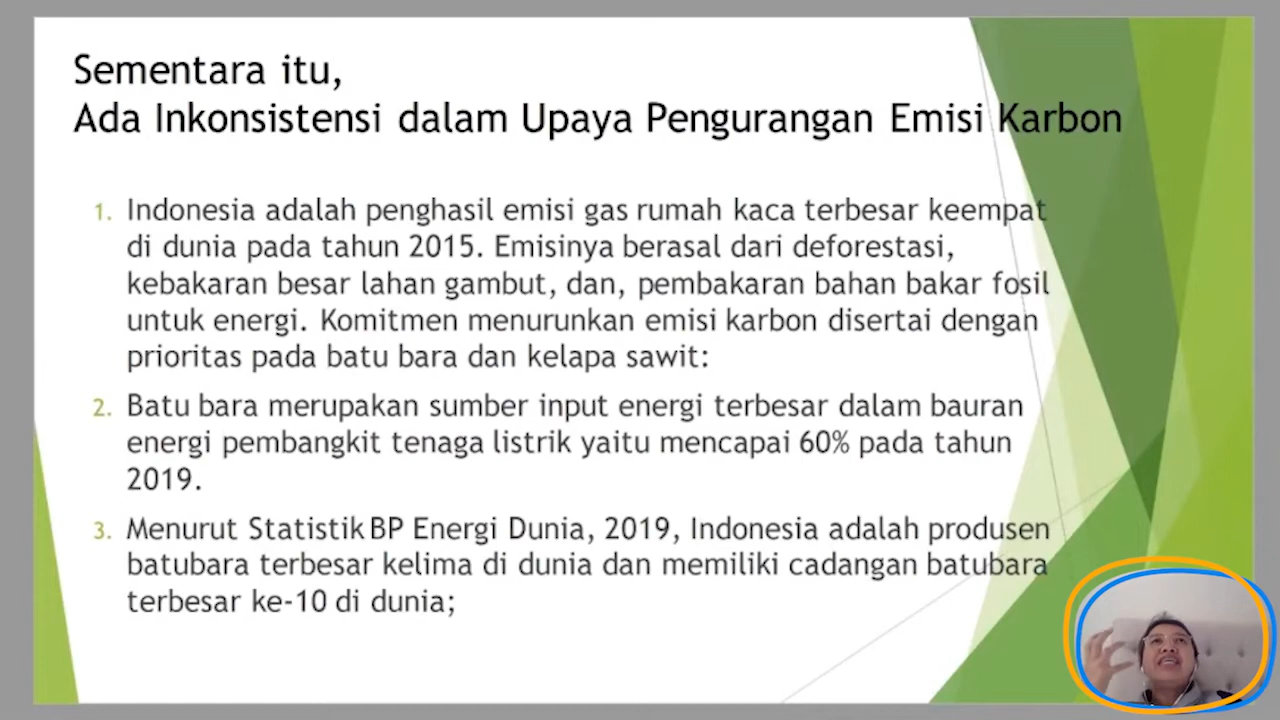 Sementara itu,
Ada Inkonsistensi dalam Upaya Pengurangan Emisi Karbon
1. Indonesia adalah penghasil emisi gas rumah kaca terbesar keempat
di dunia pada tahun 2015. Emisinya berasal dari deforestasi,
kebakaran besar lahan gambut, dan, pembakaran bahan bakar fosil
untuk energi. Komitmen menurunkan emisi karbon disertai dengan
prioritas pada batu bara dan kelapa sawit:
2. Batu bara merupakan sumber input energi terbesar dalam bauran
energi pembangkit tenaga listrik yaitu mencapai 60% pada tahun
2019.
3. Menurut Statistik BP Energi Dunia, 2019, Indonesia adalah produsen
batubara terbesar kelima di dunia dan memiliki cadangan batubara
terbesar ke-10 di dunia;